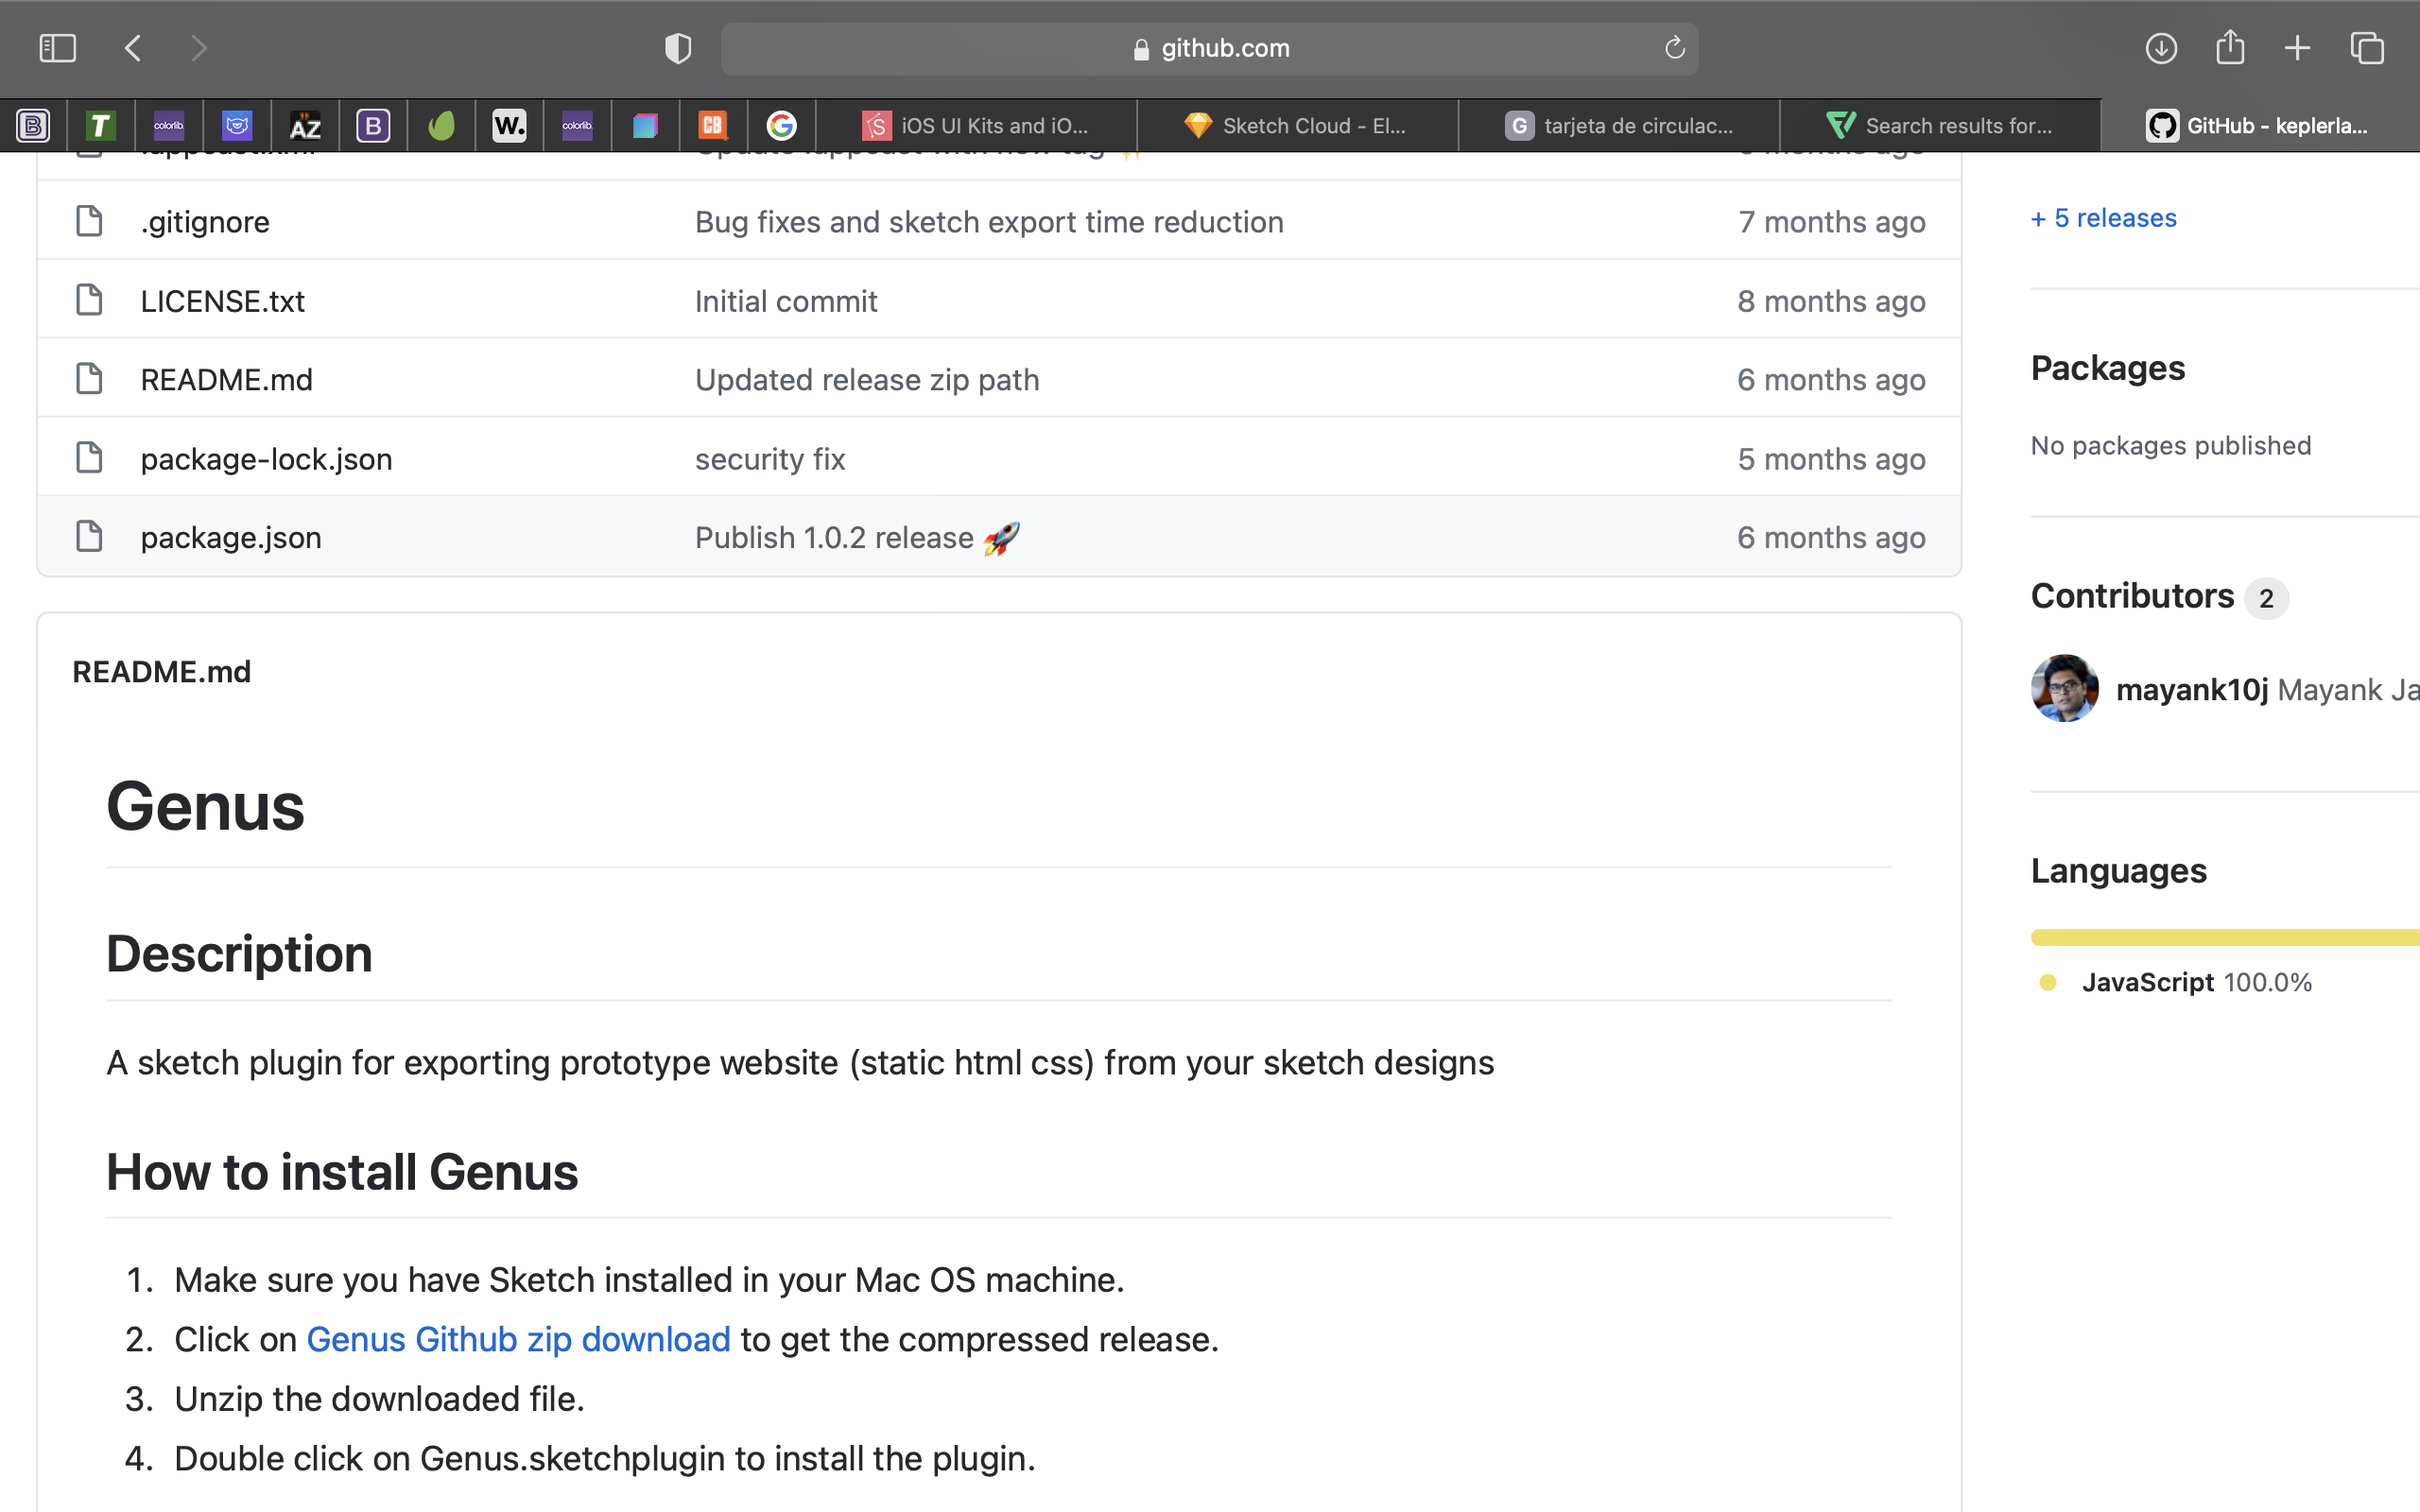 github.com
B T colorlib. AZ B W. colorlib. CB G iOS UI Kits and iO... Sketch Cloud - El... G tarjeta de circulac... Search results for... GitHub - keplerla...
.gitignore Bug fixes and sketch export time reduction 7 months ago
LICENSE.txt Initial commit 8 months ago
README.md Updated release zip path 6 months ago
package-lock.json security fix 5 months ago
package.json Publish 1.0.2 release 🚀 6 months ago
README.md
Genus
Description
A sketch plugin for exporting prototype website (static html css) from your sketch designs
How to install Genus
1. Make sure you have Sketch installed in your Mac OS machine.
2. Click on Genus Github zip download to get the compressed release.
3. Unzip the downloaded file.
4. Double click on Genus.sketchplugin to install the plugin.
+ 5 releases
Packages
No packages published
Contributors 2
mayank10j Mayank Ja
Languages
JavaScript 100.0%